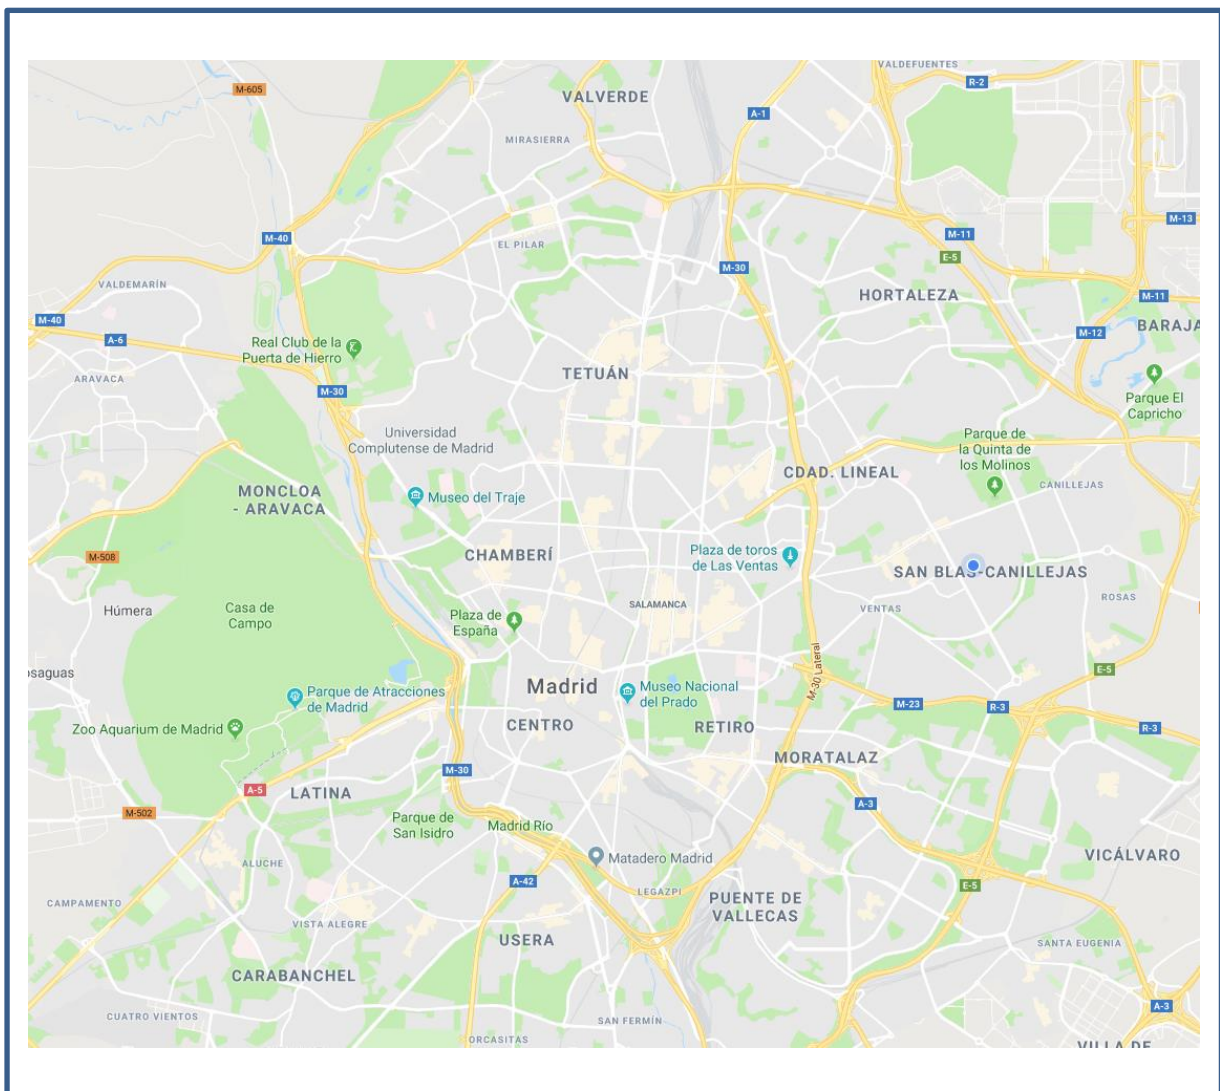 VALDEFUENTES
R-2
M-605
VALVERDE
A-1
MIRASIERRA
M-13
M-40
EL PILAR
M-11
E-5
M-30
VALDEMARÍN
HORTALEZA
M-11
M-40
BARAJA
M-12
A-6
Real Club de la
Puerta de Hierro
TETUÁN
ARAVACA
M-30
Parque El
Capricho
Universidad
Complutense de Madrid
Parque de
la Quinta de
los Molinos
CDAD. LINEAL
CANILLEJAS
MONCLOA
- ARAVACA
Museo del Traje
M-508
CHAMBERÍ
Plaza de toros
de Las Ventas
SAN BLAS-CANILLEJAS
ROSAS
Húmera
Casa de
Campo
Plaza de
España
SALAMANCA
VENTAS
M-30 Lateral
osaguas
E-5
Parque de Atracciones
de Madrid
Madrid
Museo Nacional
del Prado
M-23
R-3
Zoo Aquarium de Madrid
CENTRO
RETIRO
R-3
MORATALAZ
M-30
A-5
LATINA
M-502
A-3
Parque de
San Isidro
Madrid Río
Matadero Madrid
VICÁLVARO
ALUCHE
A-42
LEGAZPI
E-5
PUENTE DE
VALLECAS
CAMPAMENTO
VISTA ALEGRE
USERA
SANTA EUGENIA
CARABANCHEL
A-3
CUATRO VIENTOS
SAN FERMÍN
ORCASITAS
VILLA DE